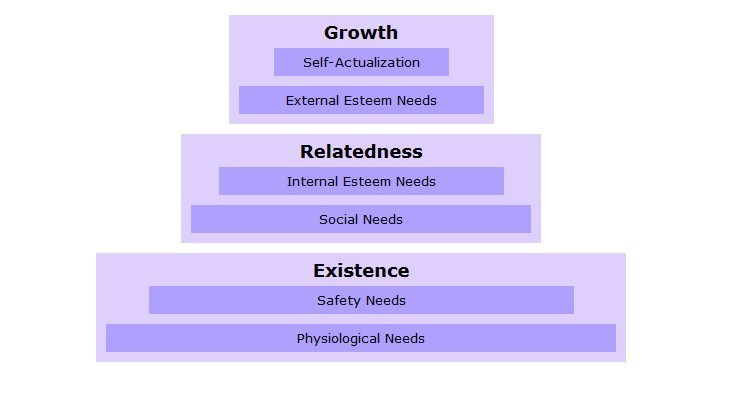 Growth
Self-Actualization
External Esteem Needs
Relatedness
Internal Esteem Needs
Social Needs
Existence
Safety Needs
Physiological Needs